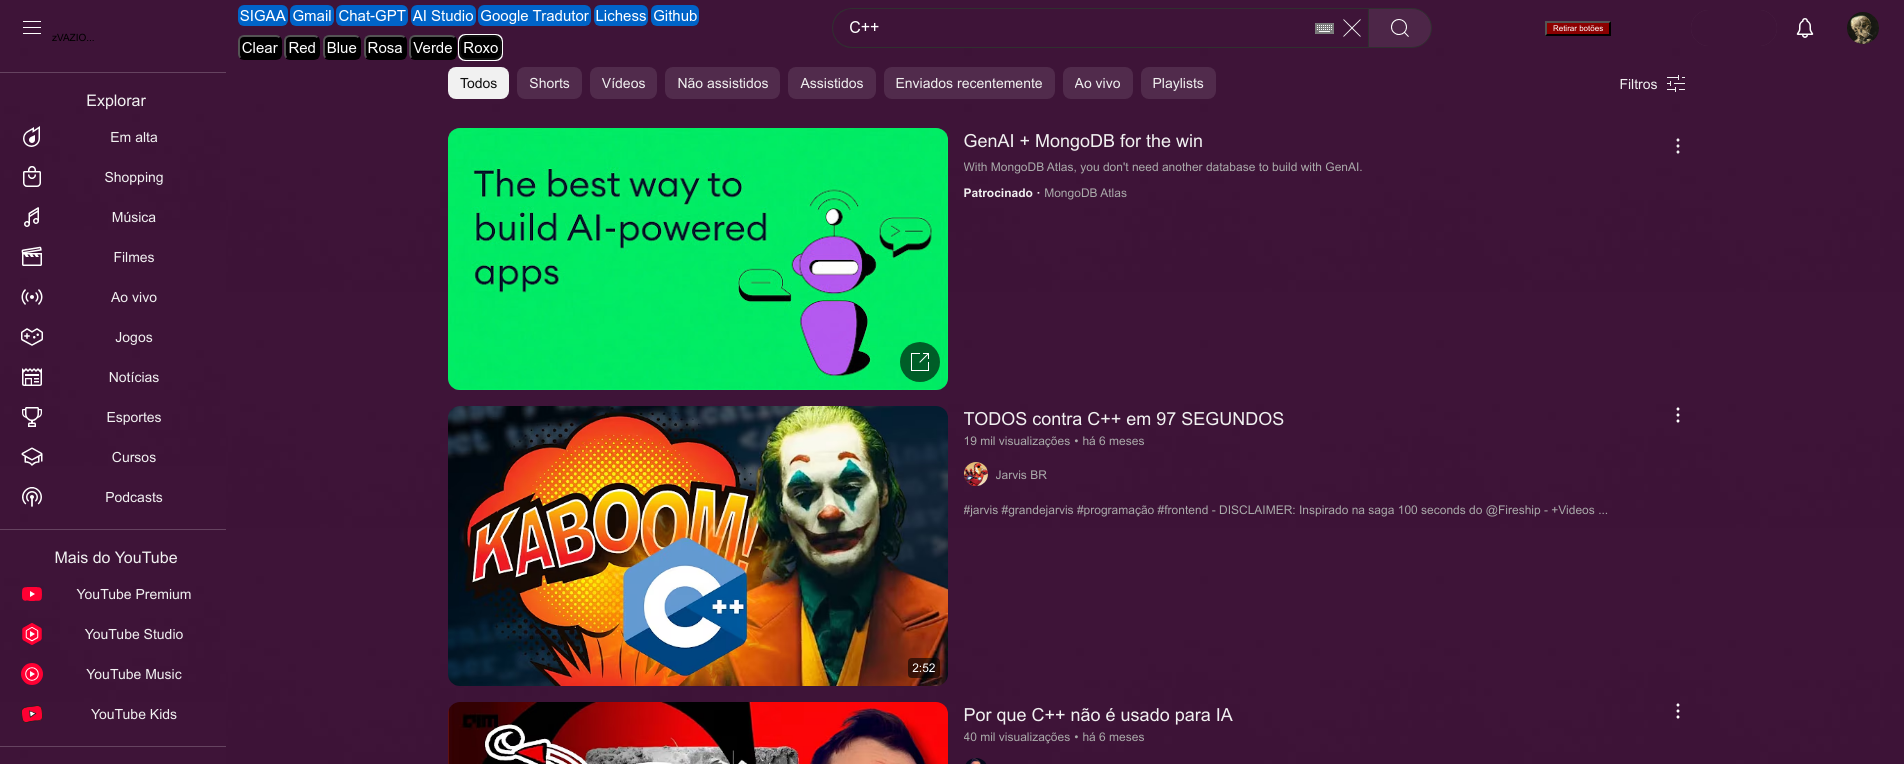 SIGAA Gmail Chat-GPT AI Studio Google Tradutor Lichess Github
Clear Red Blue Rosa Verde Roxo
zVAZIO...
C++
Retirar botões
Todos Shorts Vídeos Não assistidos Assistidos Enviados recentemente Ao vivo Playlists
Filtros
Explorar
Em alta
Shopping
Música
Filmes
Ao vivo
Jogos
Notícias
Esportes
Cursos
Podcasts
Mais do YouTube
YouTube Premium
YouTube Studio
YouTube Music
YouTube Kids
The best way to
build AI-powered
apps
GenAI + MongoDB for the win
With MongoDB Atlas, you don't need another database to build with GenAI.
Patrocinado · MongoDB Atlas
KABOOM!
C++
2:52
TODOS contra C++ em 97 SEGUNDOS
19 mil visualizações • há 6 meses
Jarvis BR
#jarvis #grandejarvis #programação #frontend - DISCLAIMER: Inspirado na saga 100 seconds do @Fireship - +Videos ...
Por que C++ não é usado para IA
40 mil visualizações • há 6 meses